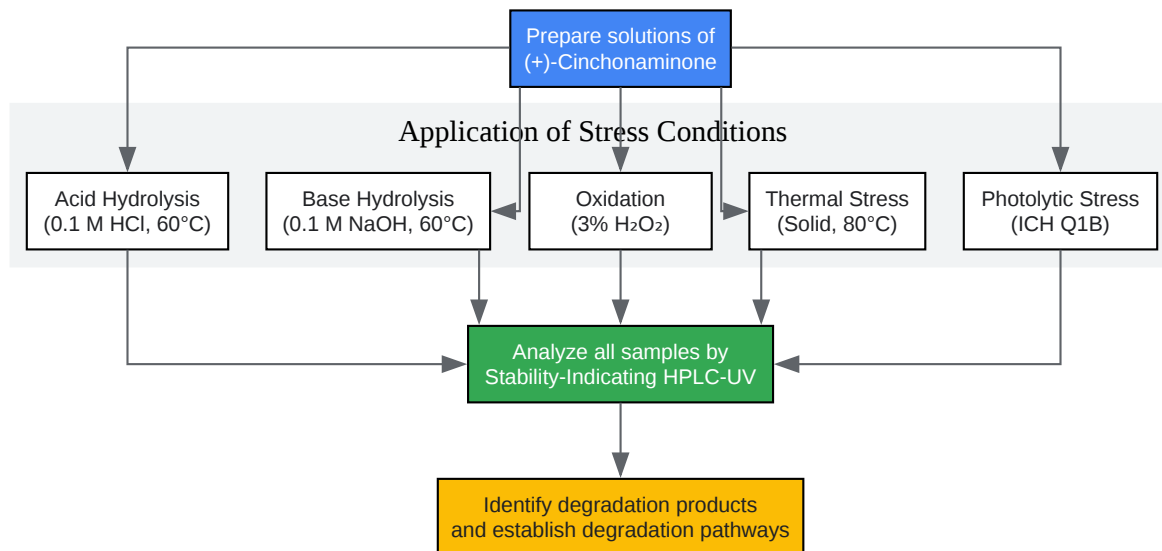 Prepare solutions of
(+)-Cinchonaminone
Application of Stress Conditions
Acid Hydrolysis
(0.1 M HCl, 60°C)
Base Hydrolysis
(0.1 M NaOH, 60°C)
Oxidation
(3% H₂O₂)
Thermal Stress
(Solid, 80°C)
Photolytic Stress
(ICH Q1B)
Analyze all samples by
Stability-Indicating HPLC-UV
Identify degradation products
and establish degradation pathways